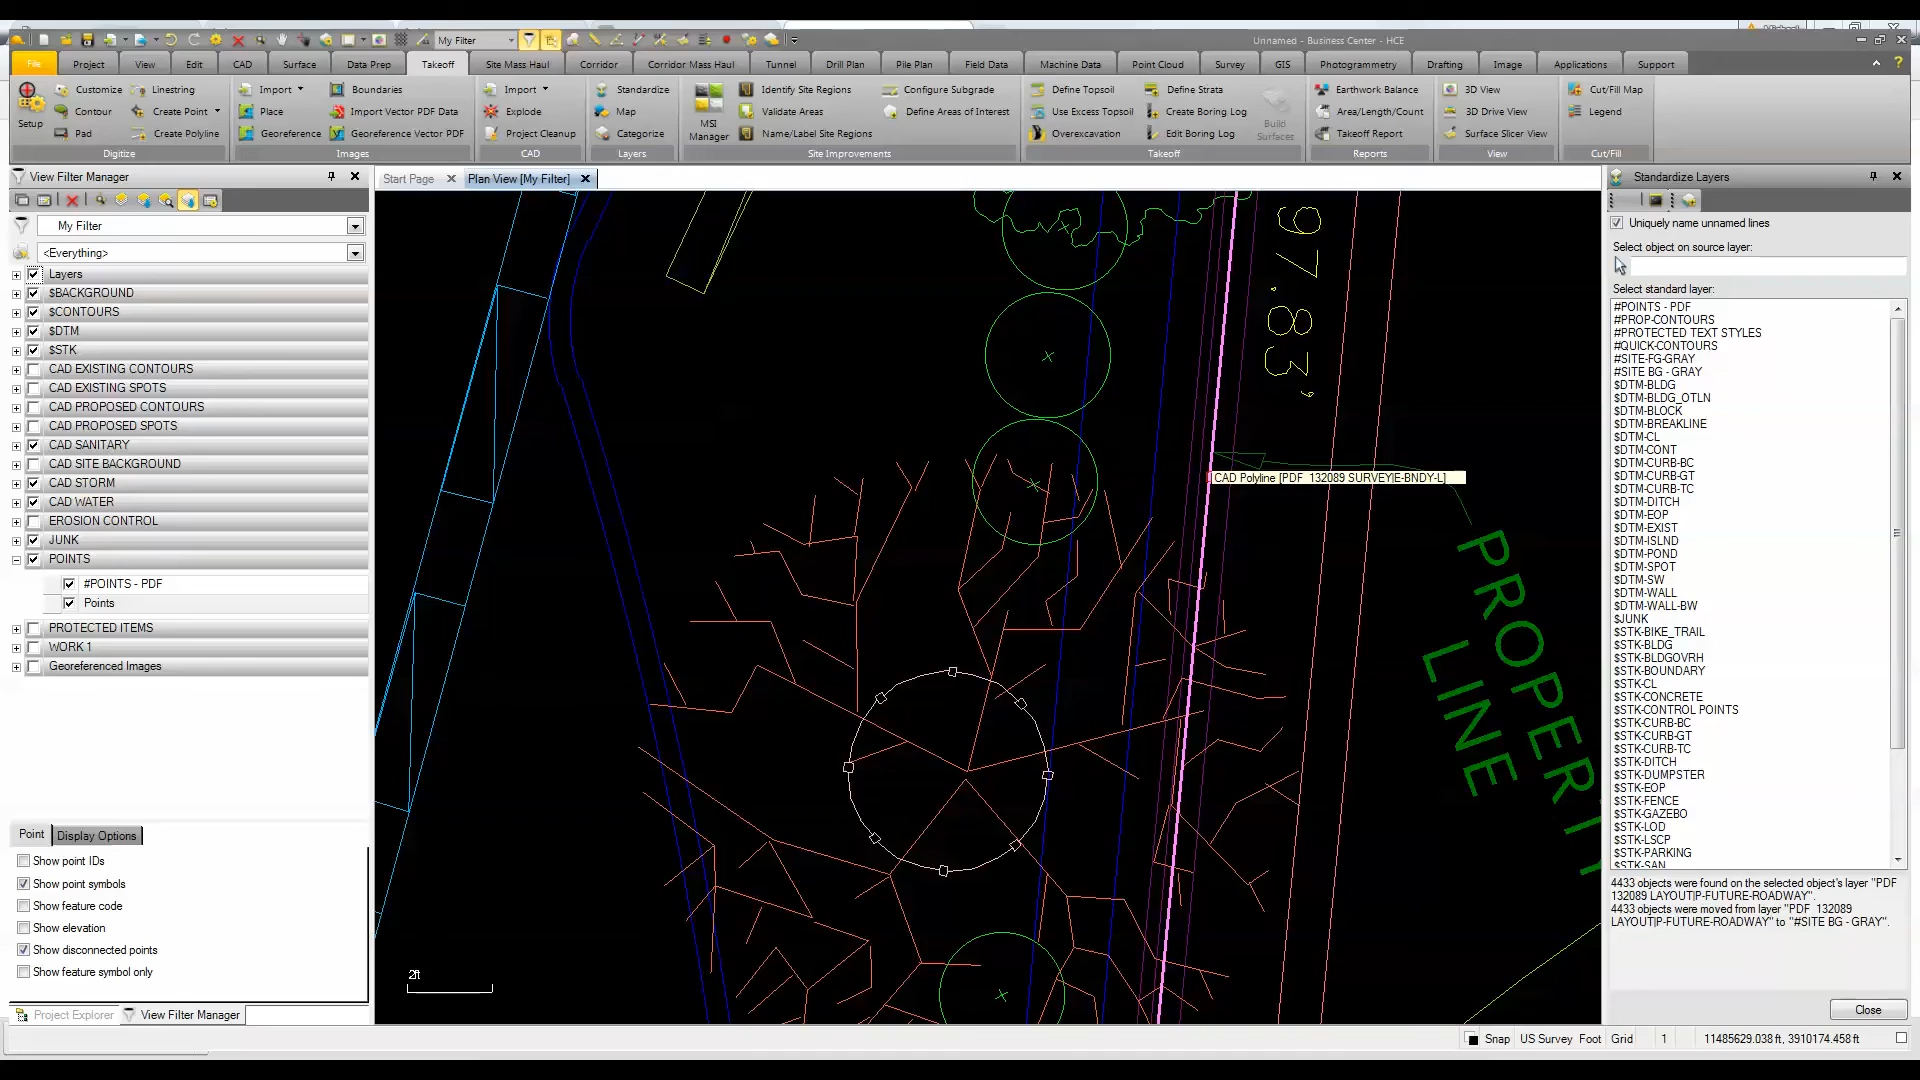 My Filter
Unnamed - Business Center - HCE
File Project View Edit CAD Surface Data Prep Takeoff Site Mass Haul Corridor Corridor Mass Haul Tunnel Drill Plan Pile Plan Field Data Machine Data Point Cloud Survey GIS Photogrammetry Drafting Image Applications Support
Setup
Customize Linestring
Contour Create Point
Pad Create Polyline
Digitize
Import Boundaries
Place Import Vector PDF Data
Georeference Georeference Vector PDF
Images
Import
Explode
Project Cleanup
CAD
Standardize
Map
Categorize
Layers
MSI
Manager
Identify Site Regions Configure Subgrade
Validate Areas Define Areas of Interest
Name/Label Site Regions
Site Improvements
Define Topsoil Define Strata
Use Excess Topsoil Create Boring Log
Overexcavation Edit Boring Log
Build
Surfaces
Takeoff
Earthwork Balance
Area/Length/Count
Takeoff Report
Reports
3D View
3D Drive View
Surface Slicer View
View
Cut/Fill Map
Legend
Cut/Fill
View Filter Manager
My Filter
<Everything>
Layers
$BACKGROUND
$CONTOURS
$DTM
$STK
CAD EXISTING CONTOURS
CAD EXISTING SPOTS
CAD PROPOSED CONTOURS
CAD PROPOSED SPOTS
CAD SANITARY
CAD SITE BACKGROUND
CAD STORM
CAD WATER
EROSION CONTROL
JUNK
POINTS
#POINTS - PDF
Points
PROTECTED ITEMS
WORK 1
Georeferenced Images
Point Display Options
Show point IDs
Show point symbols
Show feature code
Show elevation
Show disconnected points
Show feature symbol only
Project Explorer View Filter Manager
Start Page Plan View [My Filter]
97.83'
CAD Polyline [PDF  132089 SURVEY|E-BNDY-L]
PROPERT
LINE
2ft
Standardize Layers
Uniquely name unnamed lines
Select object on source layer:
Select standard layer:
#POINTS - PDF
#PROP-CONTOURS
#PROTECTED TEXT STYLES
#QUICK-CONTOURS
#SITE-FG-GRAY
#SITE BG - GRAY
$DTM-BLDG
$DTM-BLDG_OTLN
$DTM-BLOCK
$DTM-BREAKLINE
$DTM-CL
$DTM-CONT
$DTM-CURB-BC
$DTM-CURB-GT
$DTM-CURB-TC
$DTM-DITCH
$DTM-EOP
$DTM-EXIST
$DTM-ISLND
$DTM-POND
$DTM-SPOT
$DTM-SW
$DTM-WALL
$DTM-WALL-BW
$JUNK
$STK-BIKE_TRAIL
$STK-BLDG
$STK-BLDGOVRH
$STK-BOUNDARY
$STK-CL
$STK-CONCRETE
$STK-CONTROL POINTS
$STK-CURB-BC
$STK-CURB-GT
$STK-CURB-TC
$STK-DITCH
$STK-DUMPSTER
$STK-EOP
$STK-FENCE
$STK-GAZEBO
$STK-LOD
$STK-LSCP
$STK-PARKING
$STK-SAN
4433 objects were found on the selected object's layer "PDF
132089 LAYOUT|P-FUTURE-ROADWAY".
4433 objects were moved from layer "PDF  132089
LAYOUT|P-FUTURE-ROADWAY" to "#SITE BG - GRAY".
Close
Snap US Survey Foot Grid 1 11485629.038 ft, 3910174.458 ft